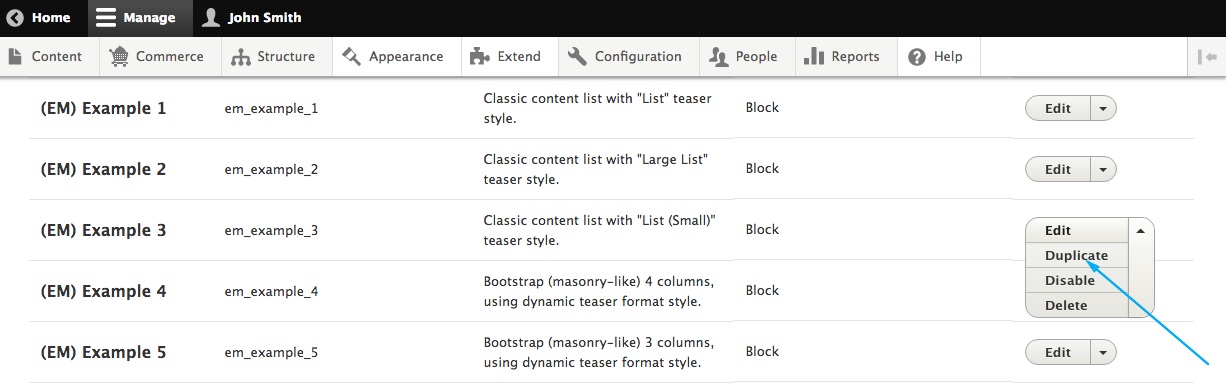 Home Manage John Smith
Content Commerce Structure Appearance Extend Configuration People Reports Help
(EM) Example 1 em_example_1 Classic content list with "List" teaser Block Edit
style.
(EM) Example 2 em_example_2 Classic content list with "Large List" Block Edit
teaser style.
(EM) Example 3 em_example_3 Classic content list with "List (Small)" Block Edit
teaser style. Duplicate
(EM) Example 4 em_example_4 Bootstrap (masonry-like) 4 columns, Block Disable
using dynamic teaser format style. Delete
(EM) Example 5 em_example_5 Bootstrap (masonry-like) 3 columns, Block Edit
using dynamic teaser format style.